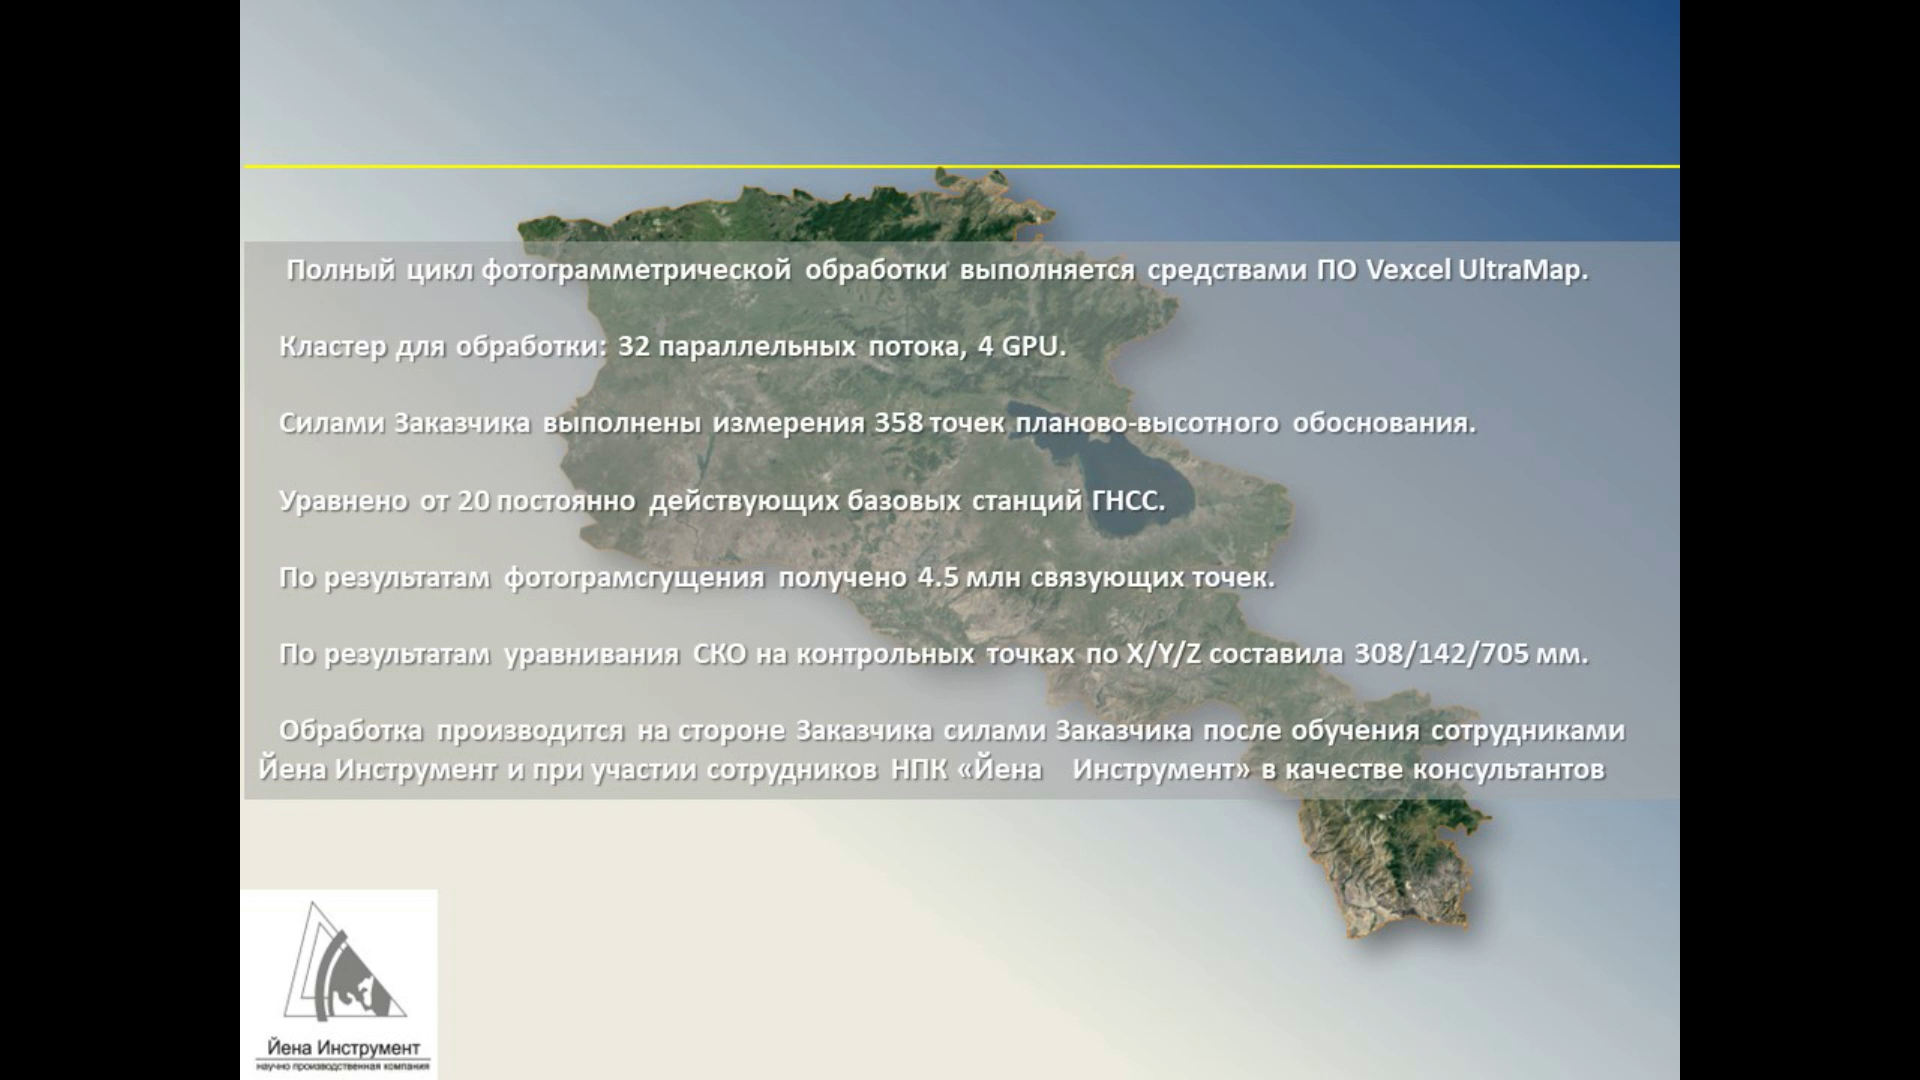 Полный цикл фотограмметрической обработки выполняется средствами ПО Vexcel UltraMap.
Кластер для обработки: 32 параллельных потока, 4 GPU.
Силами Заказчика выполнены измерения 358 точек планово-высотного обоснования.
Уравнено от 20 постоянно действующих базовых станций ГНСС.
По результатам фотограмсгущения получено 4.5 млн связующих точек.
По результатам уравнивания СКО на контрольных точках по X/Y/Z составила 308/142/705 мм.
Обработка производится на стороне Заказчика силами Заказчика после обучения сотрудниками
Йена Инструмент и при участии сотрудников НПК «Йена Инструмент» в качестве консультантов
Йена Инструмент
научно производственная компания